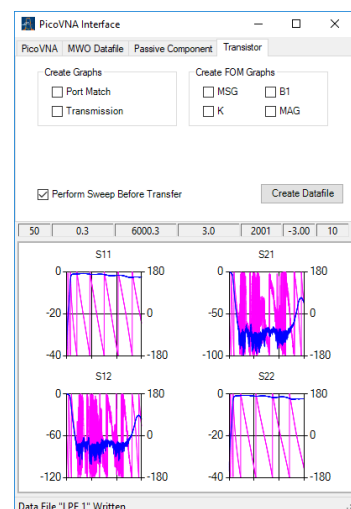 PicoVNA Interface
PicoVNA MWO Datafile Passive Component Transistor
Create Graphs
Port Match
Transmission
Create FOM Graphs
MSG B1
K MAG
Perform Sweep Before Transfer
Create Datafile
50 0.3 6000.3 3.0 2001 -3.00 10
S11
0 180
-20 0
-40 -180
S21
0 180
-50 0
-100 -180
S12
0 180
-60 0
-120 -180
S22
0 180
-20 0
-40 -180
Data File "LPF 1" Written